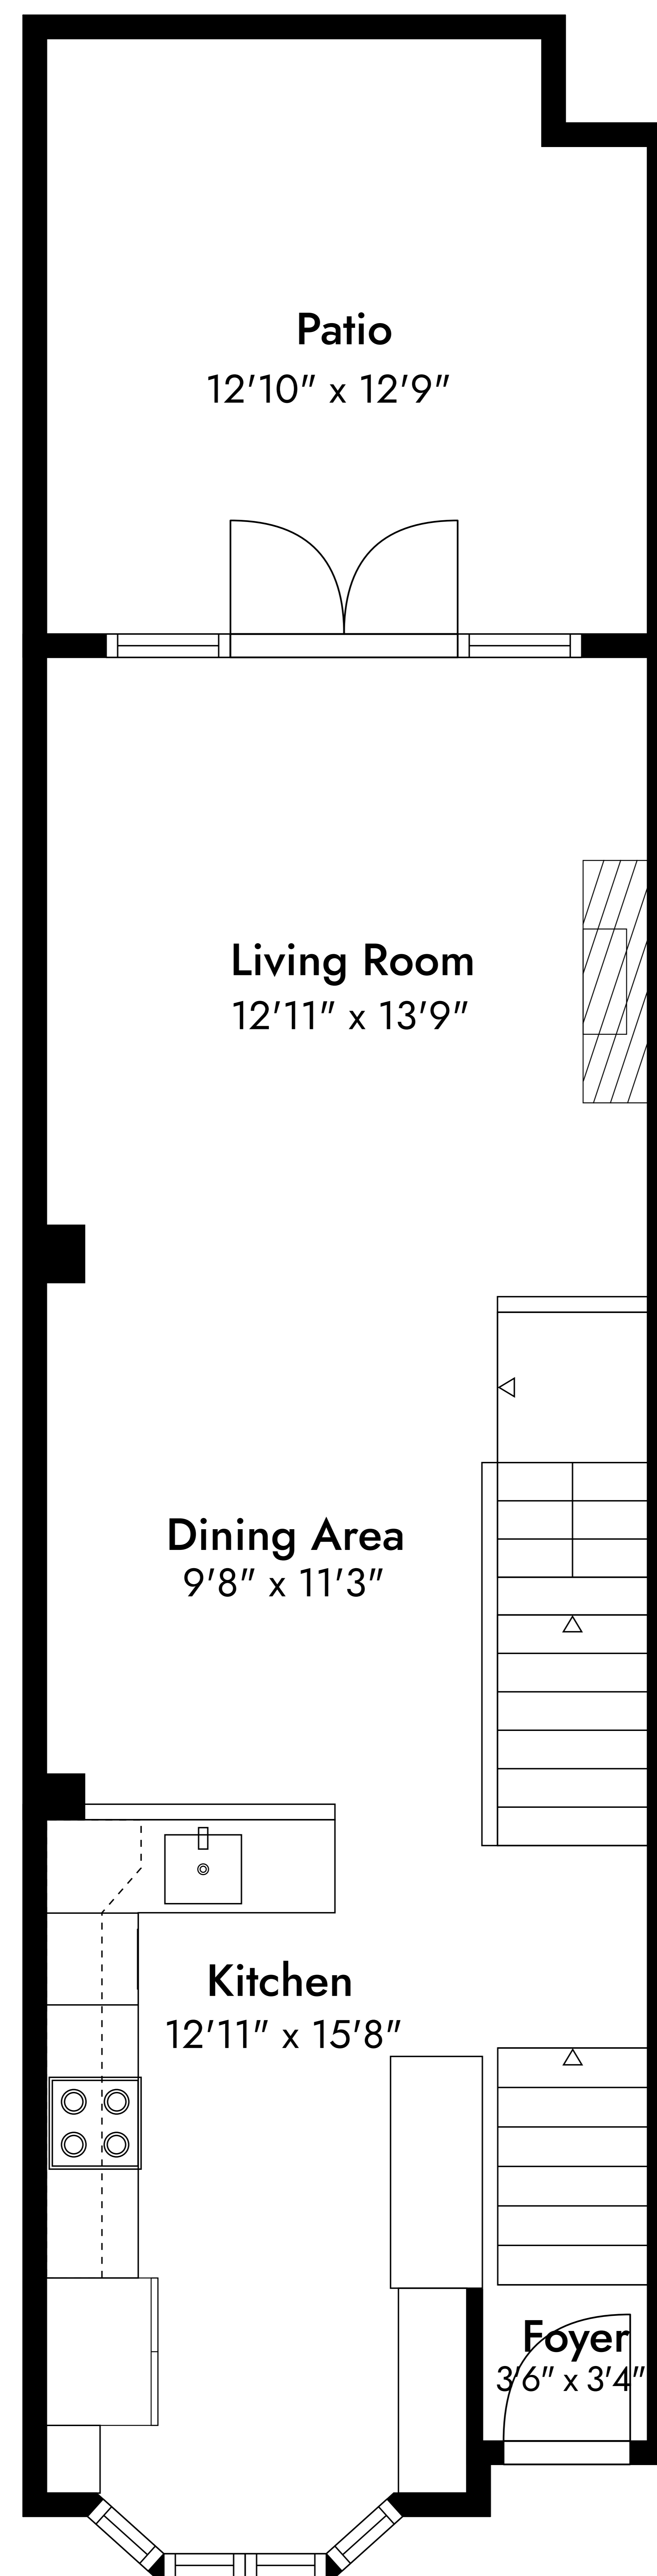 Patio
12'10" x 12'9"
Living Room
12'11" x 13'9"
Dining Area
9'8" x 11'3"
Kitchen
12'11" x 15'8"
Foyer
3'6" x 3'4"